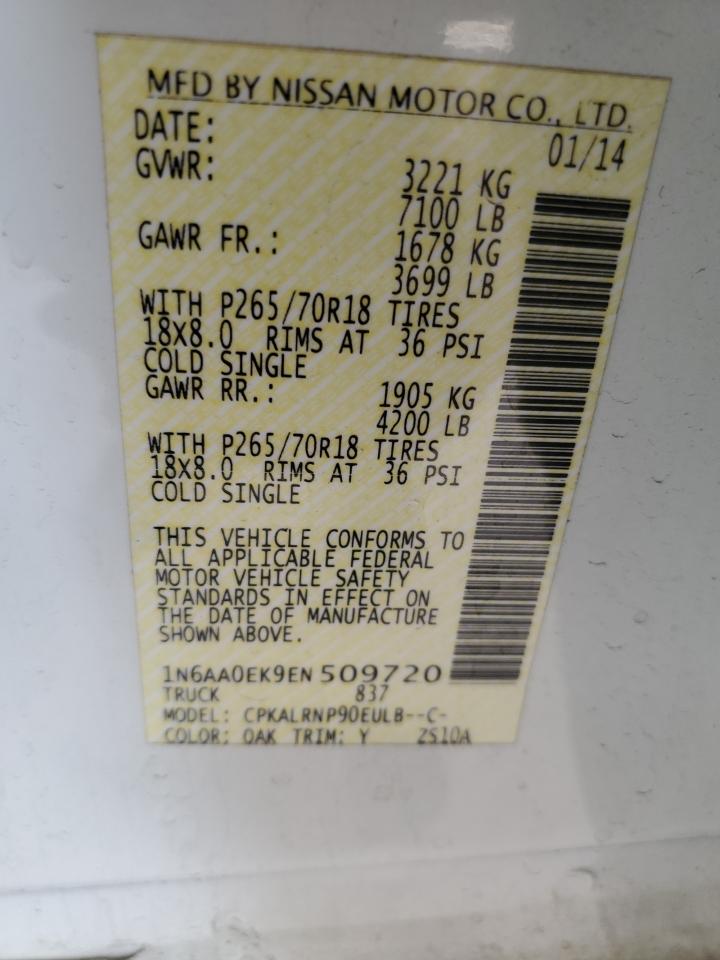 MFD BY NISSAN MOTOR CO., LTD.
DATE: 01/14
GVWR: 3221 KG
7100 LB
GAWR FR.: 1678 KG
3699 LB
WITH P265/70R18 TIRES
18X8.0 RIMS AT 36 PSI
COLD SINGLE
GAWR RR.: 1905 KG
4200 LB
WITH P265/70R18 TIRES
18X8.0 RIMS AT 36 PSI
COLD SINGLE
THIS VEHICLE CONFORMS TO
ALL APPLICABLE FEDERAL
MOTOR VEHICLE SAFETY
STANDARDS IN EFFECT ON
THE DATE OF MANUFACTURE
SHOWN ABOVE.
1N6AA0EK9EN 509720
TRUCK 837
MODEL: CPKALRNP90EULB--C-
COLOR: QAK TRIM: Y ZS10A